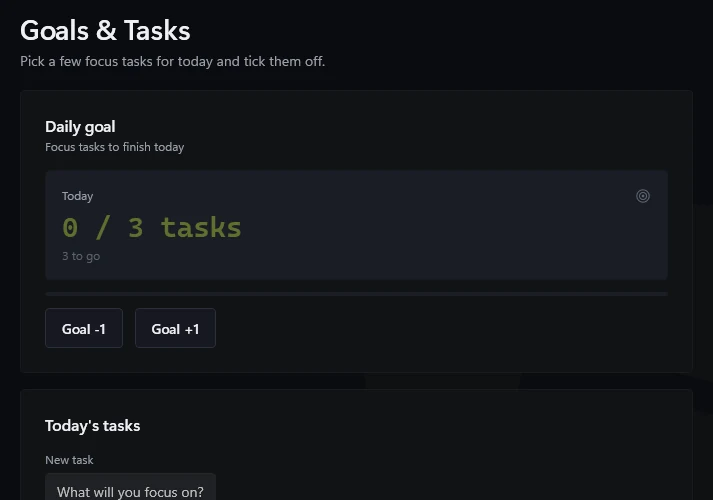 Goals & Tasks
Pick a few focus tasks for today and tick them off.
Daily goal
Focus tasks to finish today
Today
0 / 3 tasks
3 to go
Goal -1
Goal +1
Today's tasks
New task
What will you focus on?